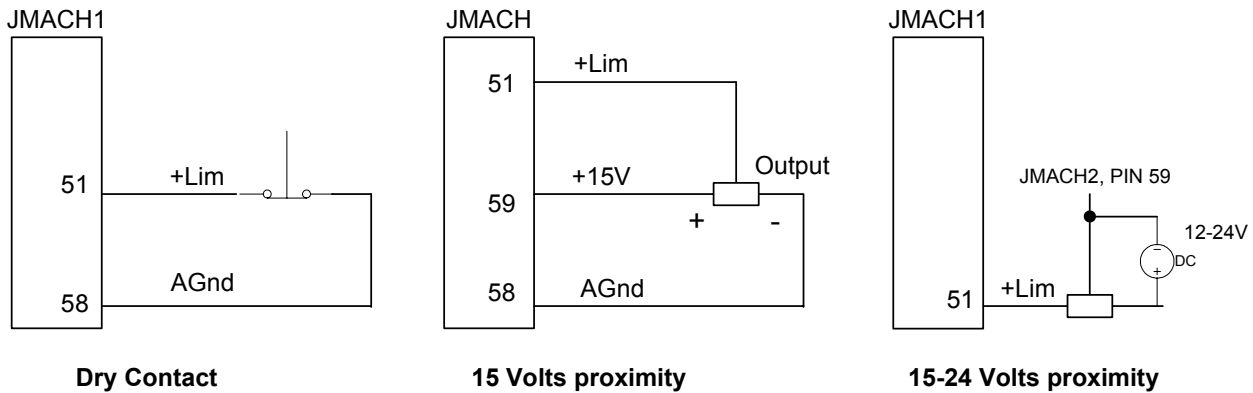 JMACH1
51
+Lim
58
AGnd
Dry Contact
JMACH
51
+Lim
59
+15V
Output
+ -
58
AGnd
15 Volts proximity
JMACH1
JMACH2, PIN 59
12-24V
−
DC
+
51
+Lim
15-24 Volts proximity